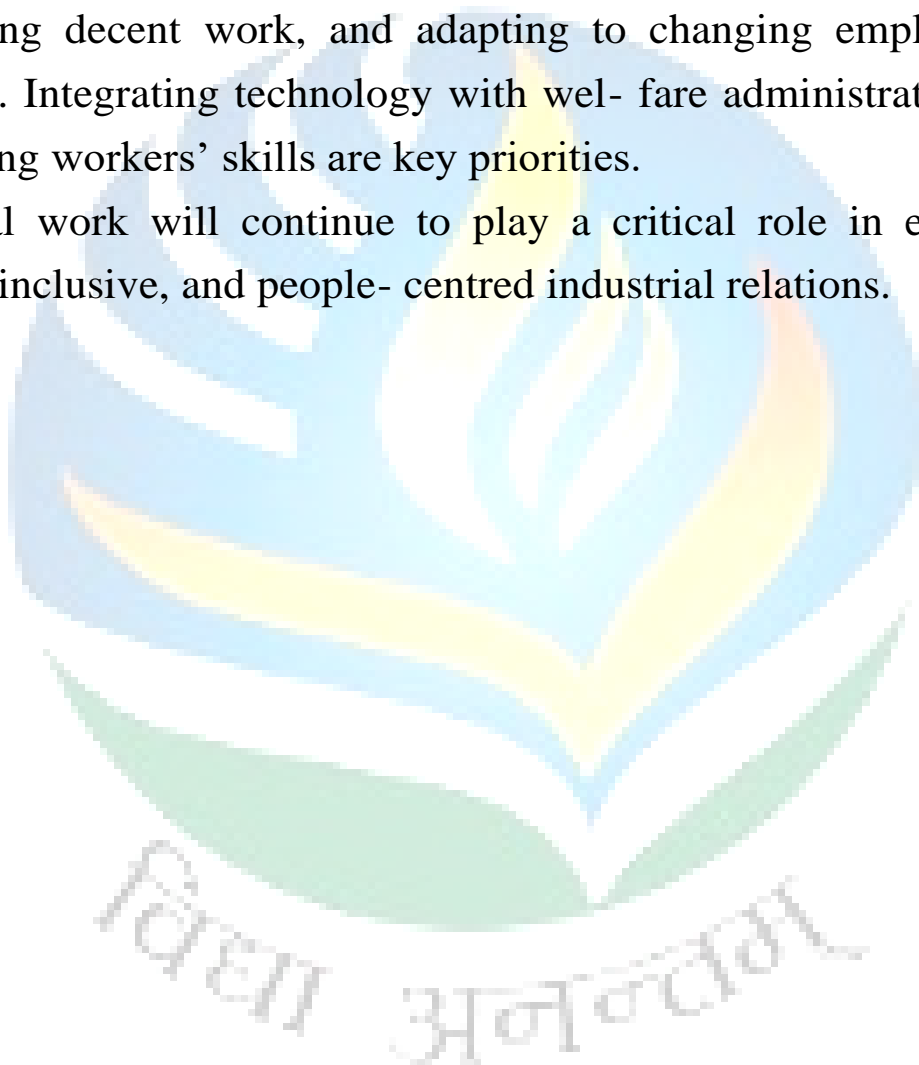 ng decent work, and adapting to changing empl
. Integrating technology with wel- fare administrat
ng workers’ skills are key priorities.
l work will continue to play a critical role in e
inclusive, and people- centred industrial relations.
विद्या अनन्तम्